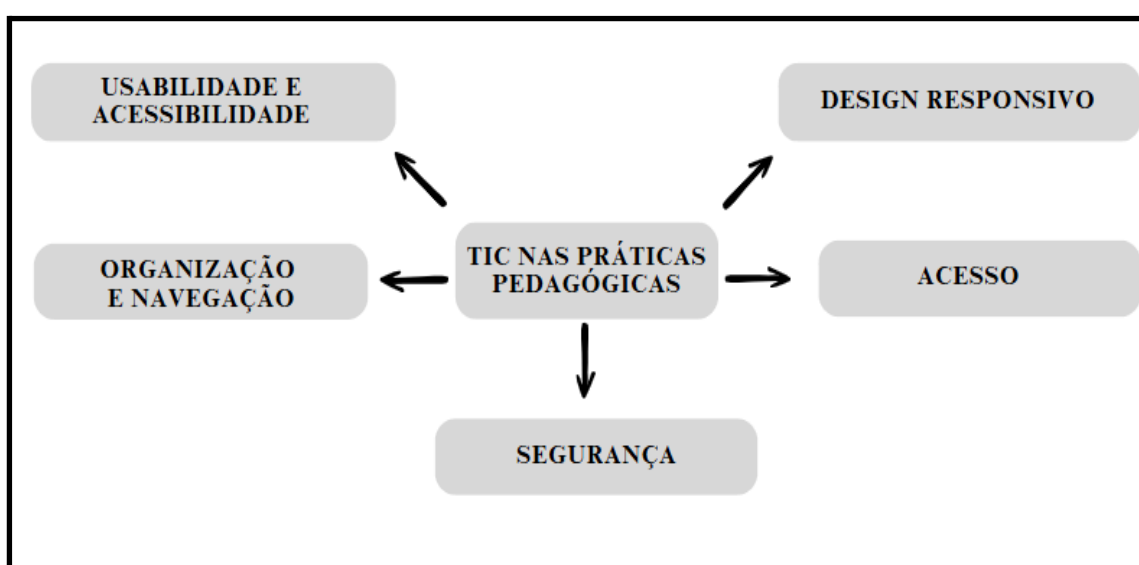 USABILIDADE E
ACESSIBILIDADE
DESIGN RESPONSIVO
TIC NAS PRÁTICAS
PEDAGÓGICAS
ORGANIZAÇÃO
E NAVEGAÇÃO
ACESSO
SEGURANÇA